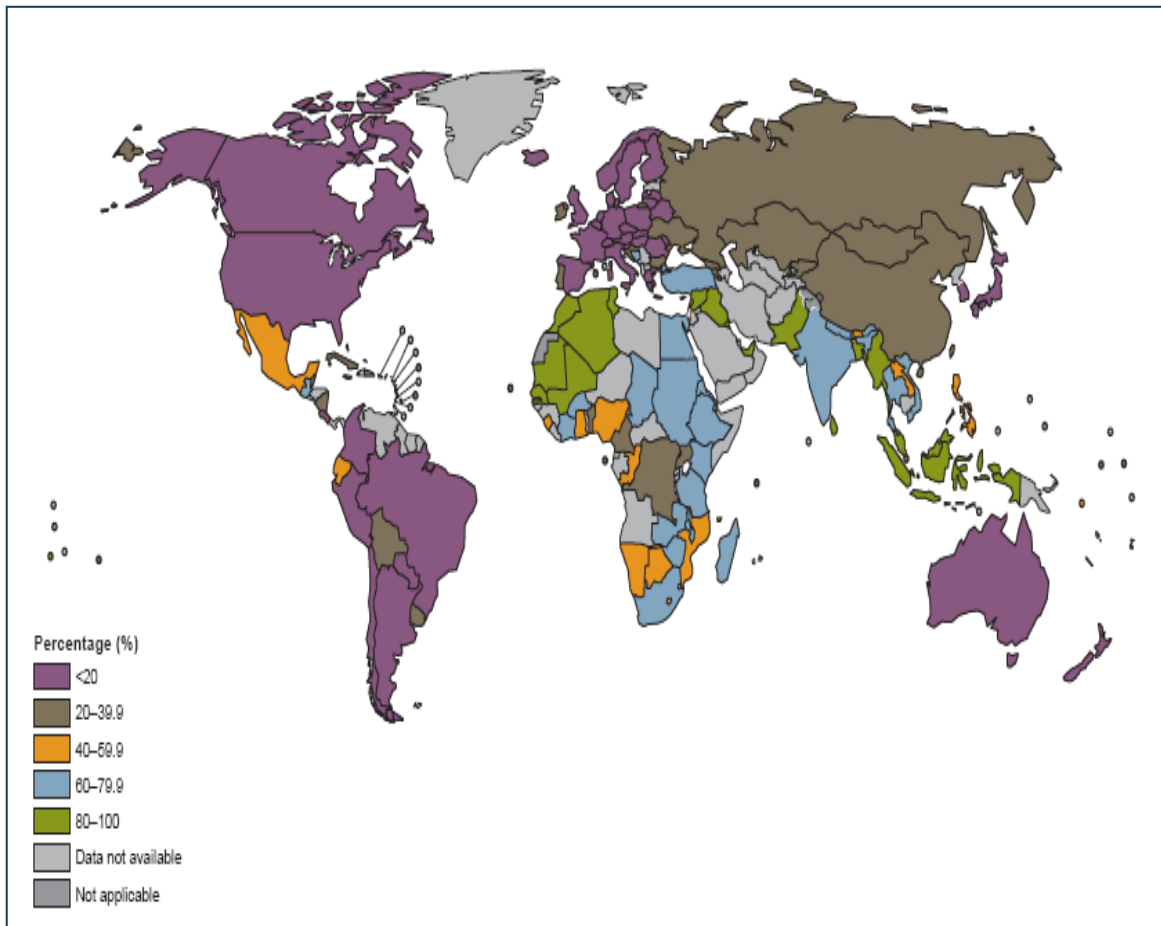 Percentage (%)
<20
20–39.9
40–59.9
60–79.9
80–100
Data not available
Not applicable